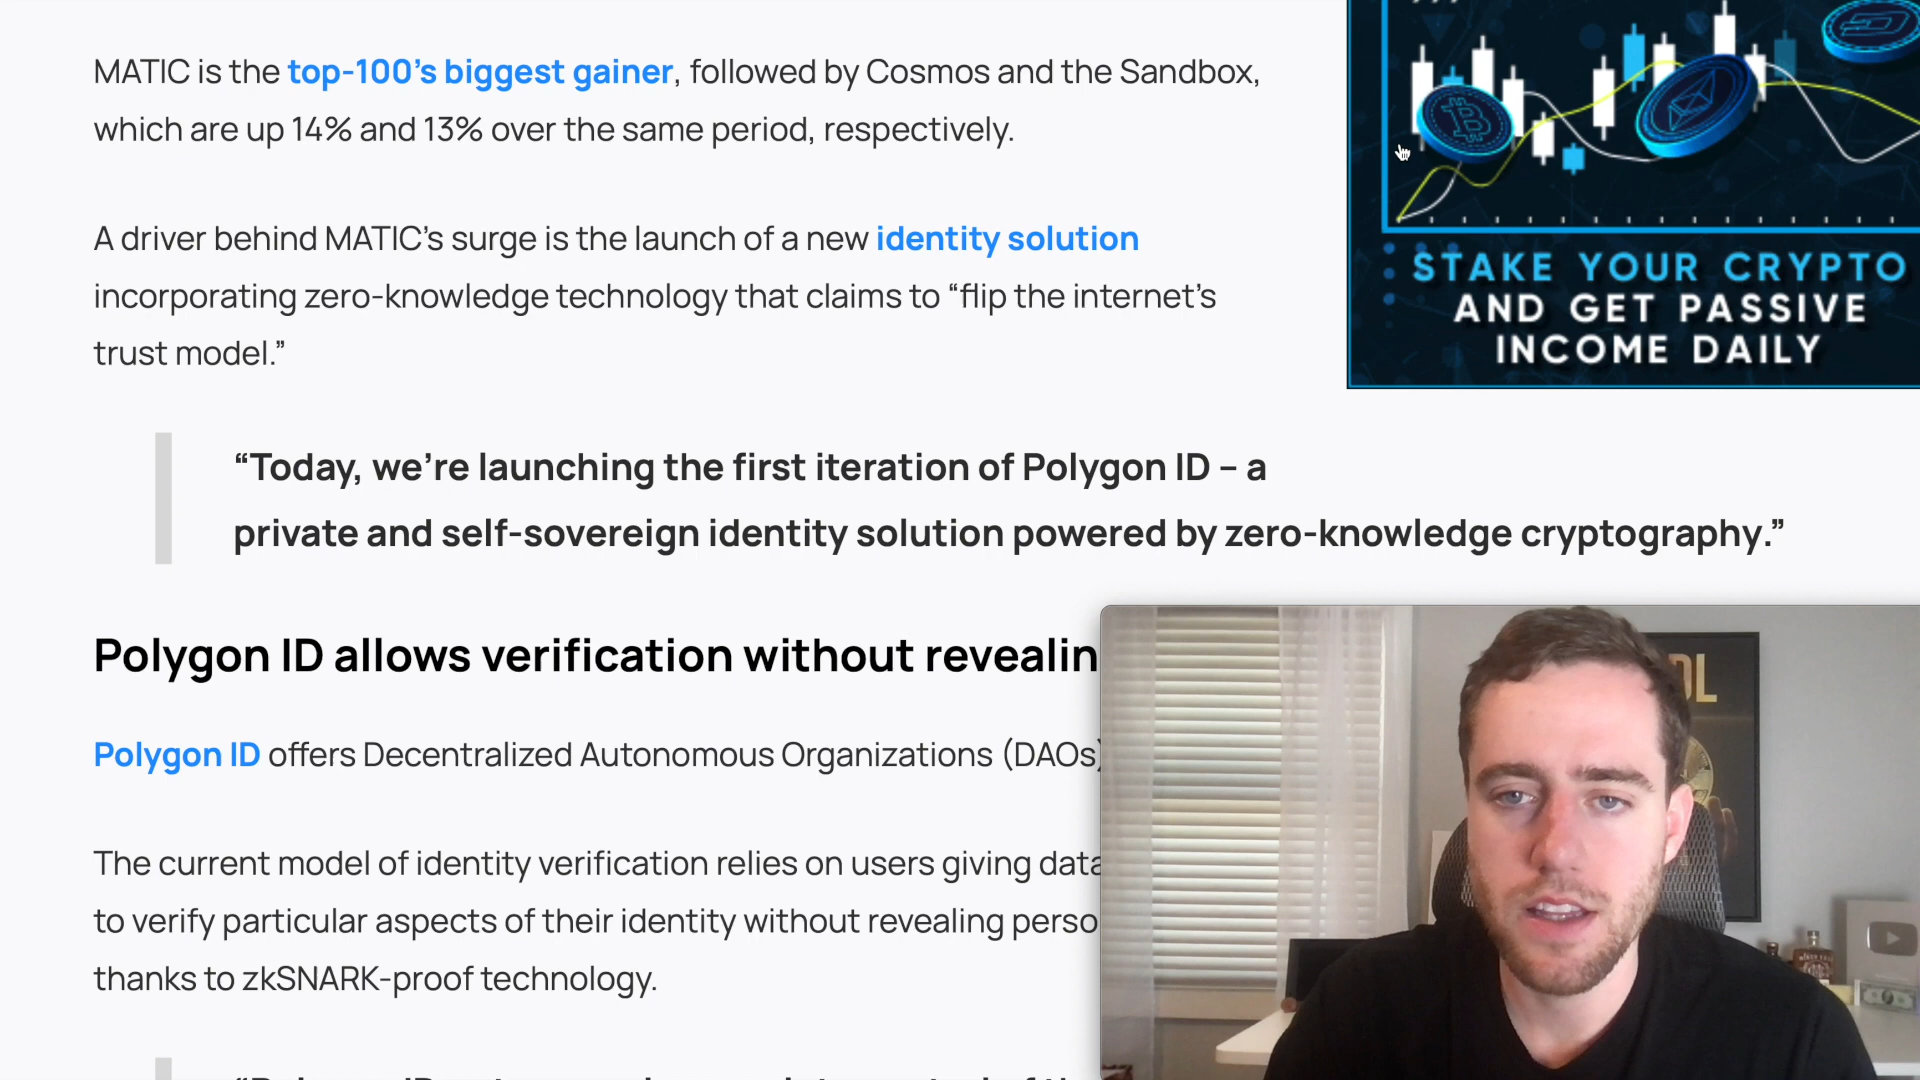 MATIC is the top-100’s biggest gainer, followed by Cosmos and the Sandbox,
which are up 14% and 13% over the same period, respectively.
A driver behind MATIC’s surge is the launch of a new identity solution
incorporating zero-knowledge technology that claims to “flip the internet’s
trust model.”
“Today, we’re launching the first iteration of Polygon ID – a
private and self-sovereign identity solution powered by zero-knowledge cryptography.”
Polygon ID allows verification without revealin
Polygon ID offers Decentralized Autonomous Organizations (DAOs)
The current model of identity verification relies on users giving data
to verify particular aspects of their identity without revealing perso
thanks to zkSNARK-proof technology.
STAKE YOUR CRYPTO
AND GET PASSIVE
INCOME DAILY
DL